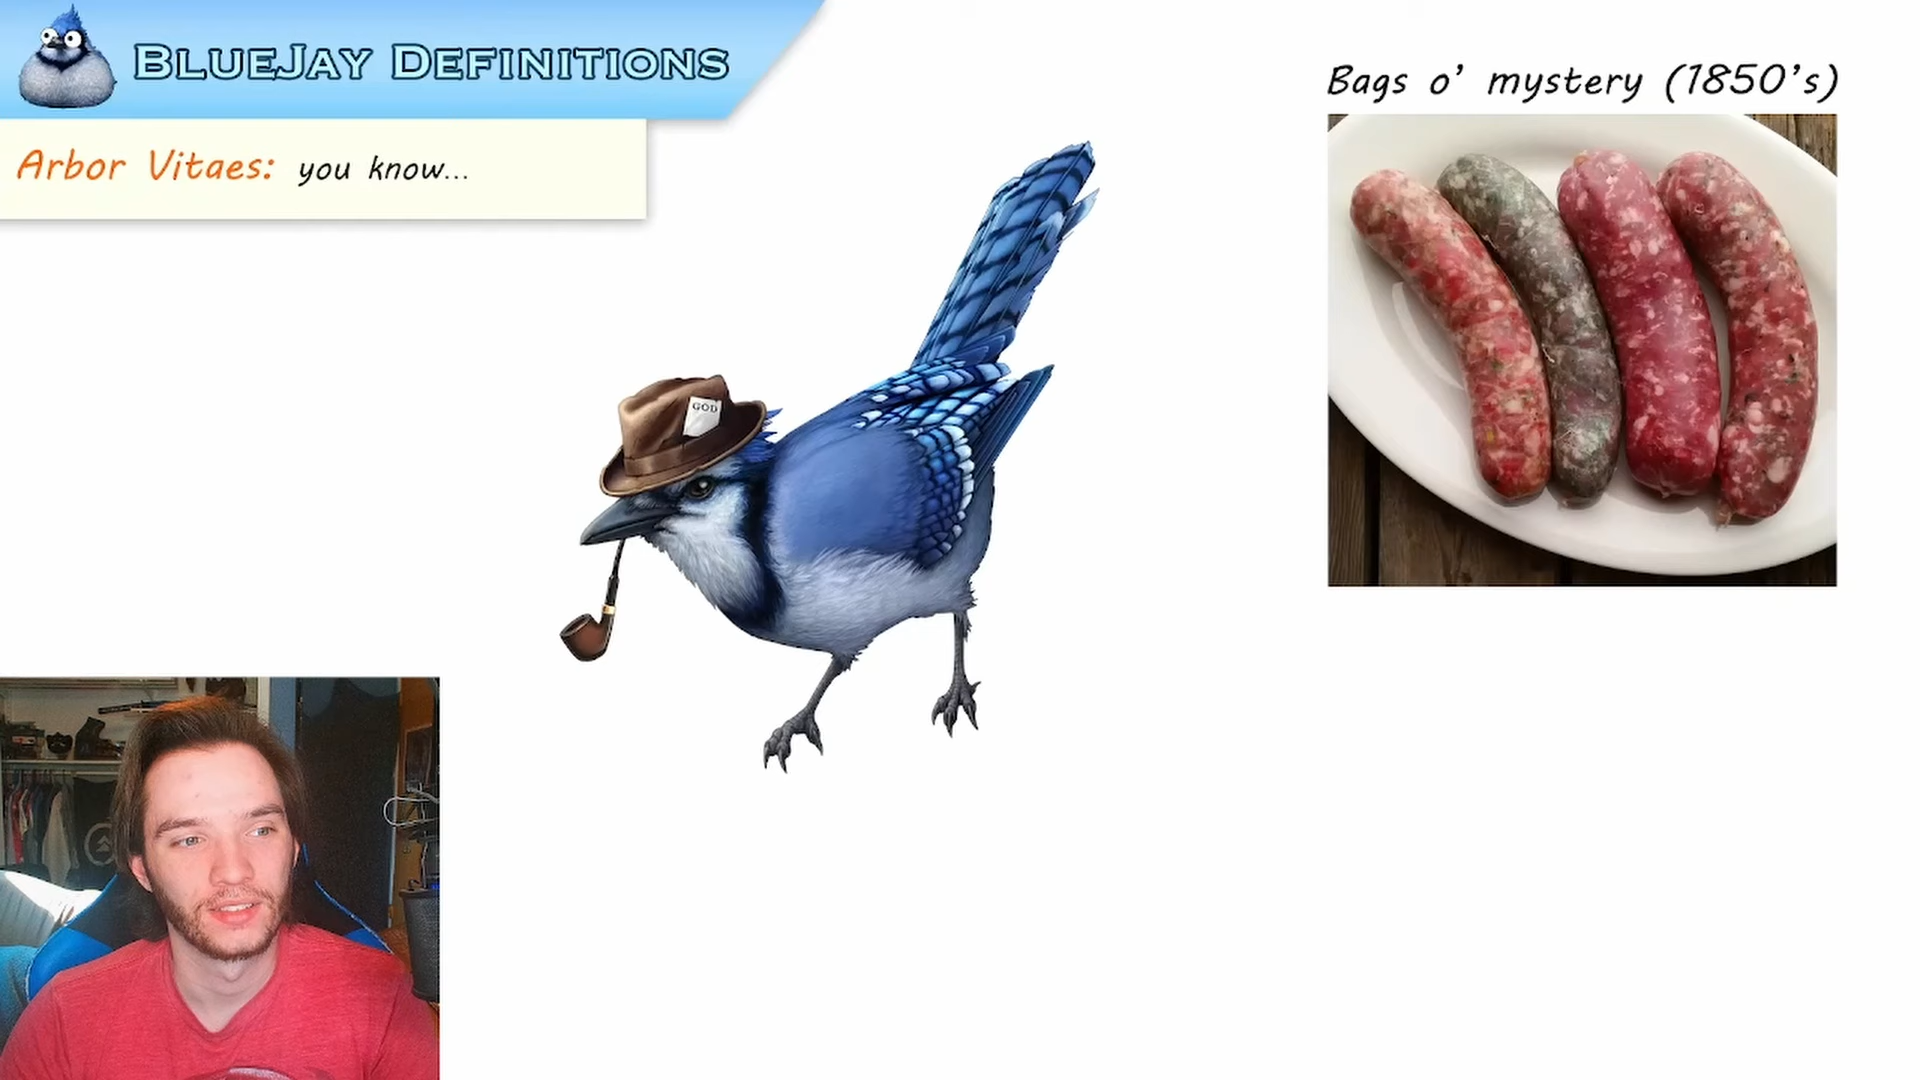 BLUEJAY DEFINITIONS
Arbor Vitaes: you know...
Bags o' mystery (1850's)
GOD